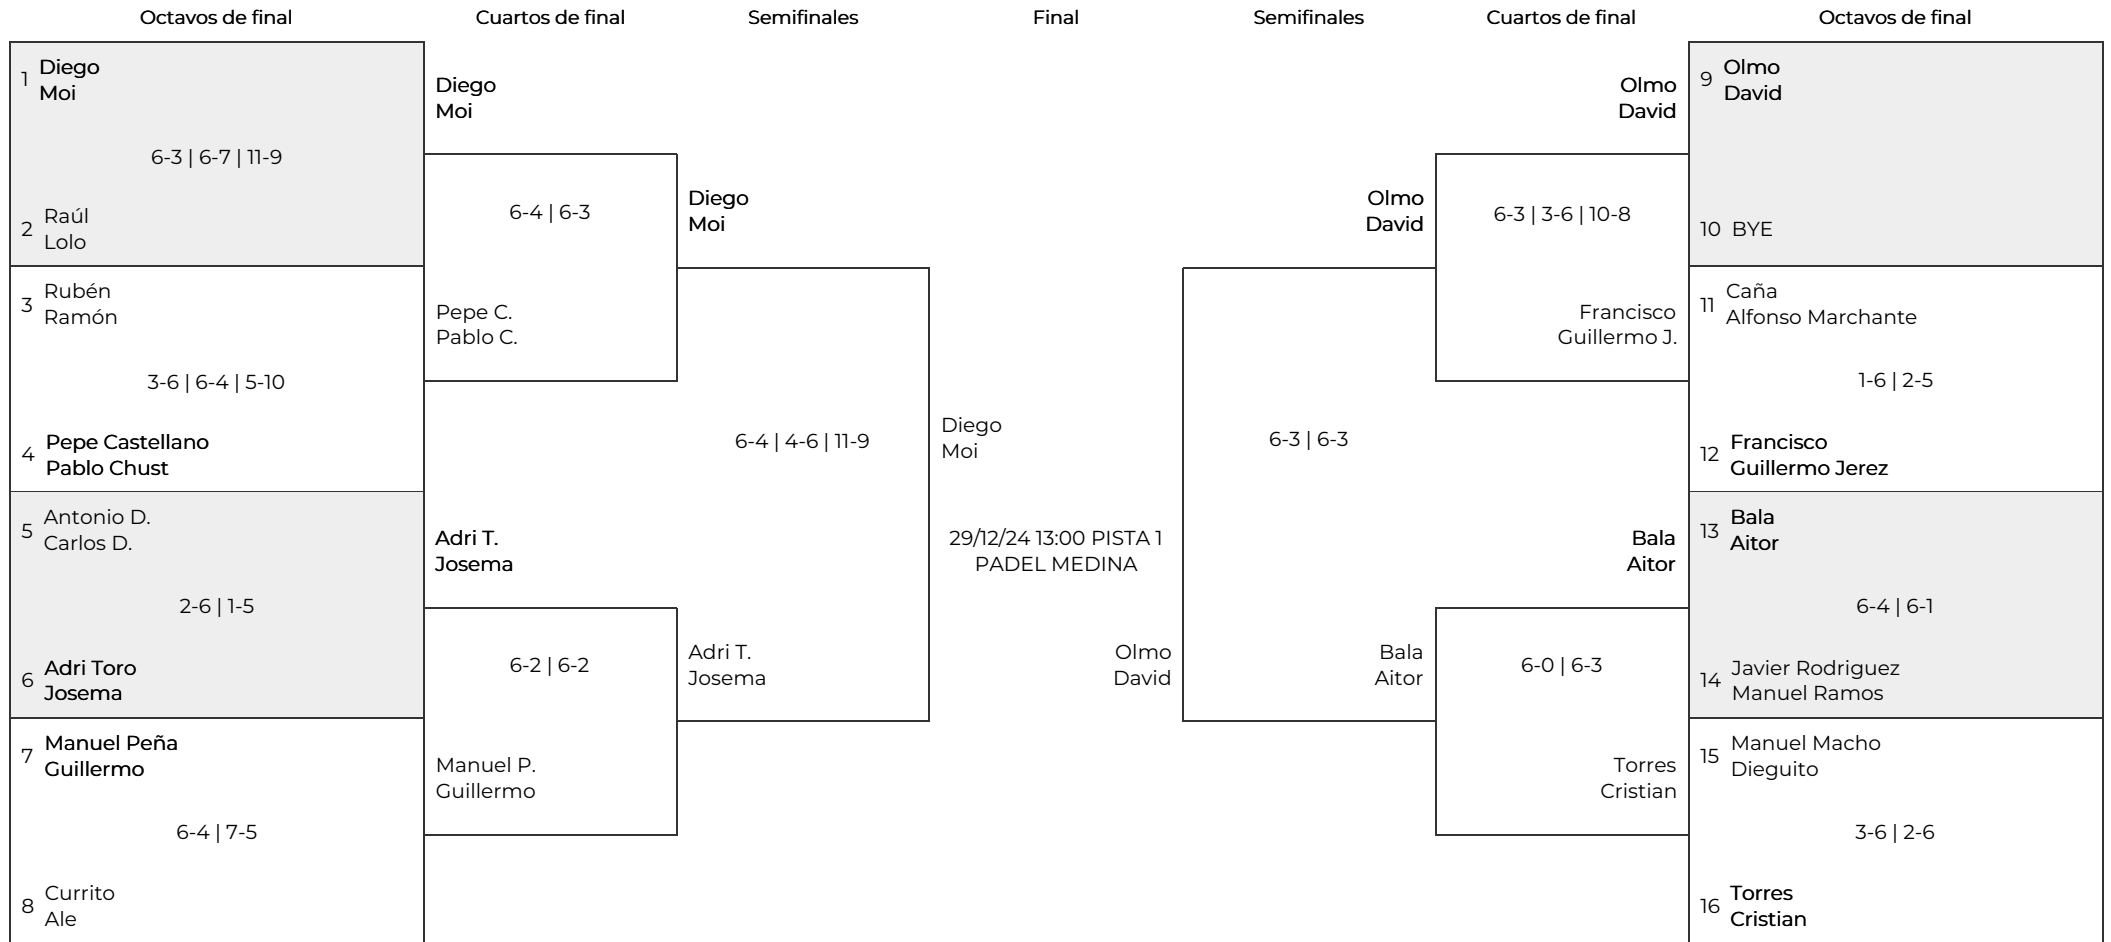 Octavos de final
Cuartos de final
Semifinales
Final
Semifinales
Cuartos de final
Octavos de final
1
Diego
Moi
6-3 | 6-7 | 11-9
2
Raúl
Lolo
3
Rubén
Ramón
3-6 | 6-4 | 5-10
4
Pepe Castellano
Pablo Chust
5
Antonio D.
Carlos D.
2-6 | 1-5
6
Adri Toro
Josema
7
Manuel Peña
Guillermo
6-4 | 7-5
8
Currito
Ale
Diego
Moi
6-4 | 6-3
Pepe C.
Pablo C.
Adri T.
Josema
6-2 | 6-2
Manuel P.
Guillermo
Diego
Moi
6-4 | 4-6 | 11-9
Adri T.
Josema
Diego
Moi
29/12/24 13:00 PISTA 1
PADEL MEDINA
Olmo
David
Olmo
David
6-3 | 6-3
Bala
Aitor
Olmo
David
6-3 | 3-6 | 10-8
Francisco
Guillermo J.
Bala
Aitor
6-0 | 6-3
Torres
Cristian
9
Olmo
David
10 BYE
11
Caña
Alfonso Marchante
1-6 | 2-5
12
Francisco
Guillermo Jerez
13
Bala
Aitor
6-4 | 6-1
14
Javier Rodriguez
Manuel Ramos
15
Manuel Macho
Dieguito
3-6 | 2-6
16
Torres
Cristian